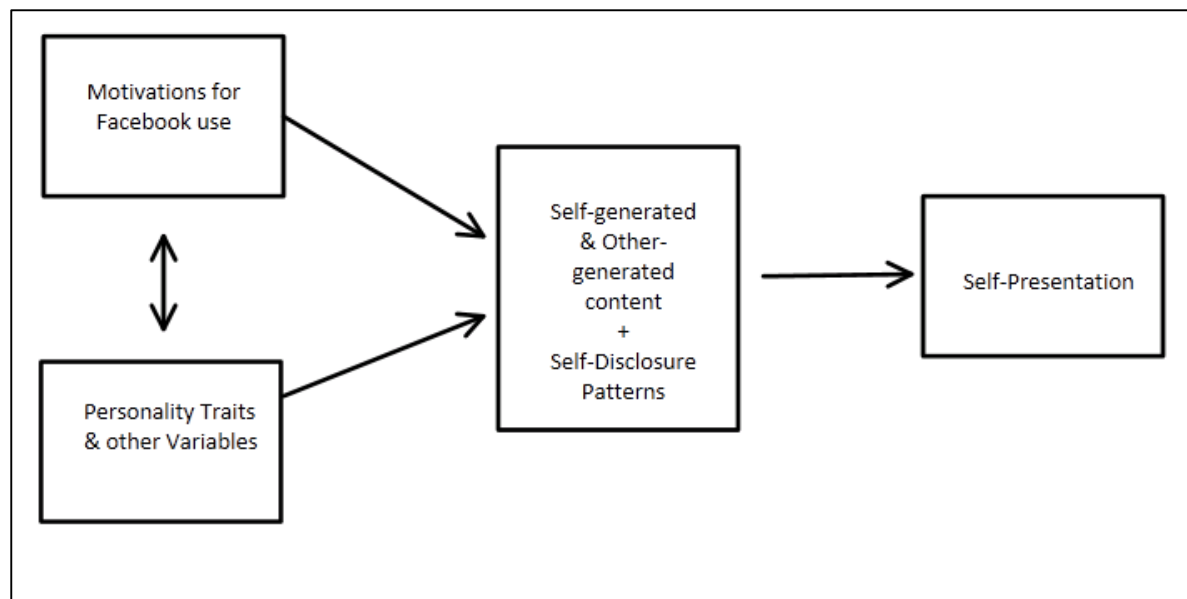 Motivations for
Facebook use
Personality Traits
& other Variables
Self-generated
& Other-
generated
content
+
Self-Disclosure
Patterns
Self-Presentation